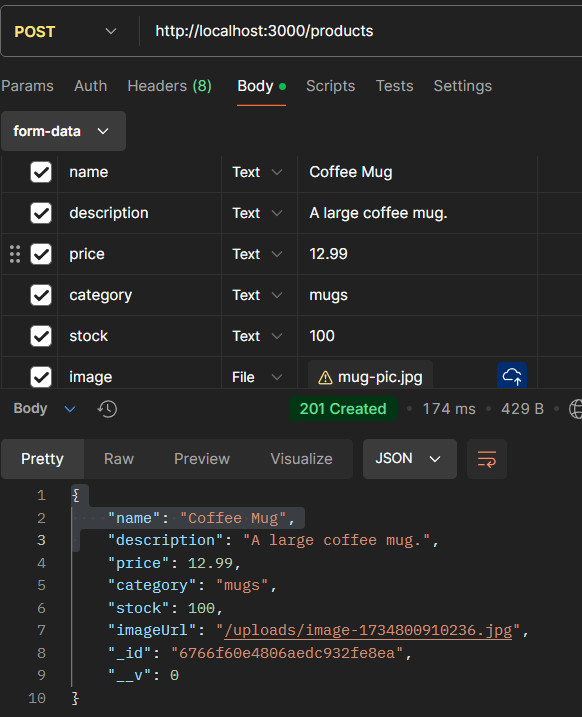 POST http://localhost:3000/products
Params Auth Headers (8) Body Scripts Tests Settings
form-data
name Text Coffee Mug
description Text A large coffee mug.
price Text 12.99
category Text mugs
stock Text 100
image File mug-pic.jpg
Body 201 Created • 174 ms • 429 B •
Pretty Raw Preview Visualize JSON
1 {
2 "name": "Coffee Mug",
3 "description": "A large coffee mug.",
4 "price": 12.99,
5 "category": "mugs",
6 "stock": 100,
7 "imageUrl": "/uploads/image-1734800910236.jpg",
8 "_id": "6766f60e4806aedc932fe8ea",
9 "__v": 0
10 }